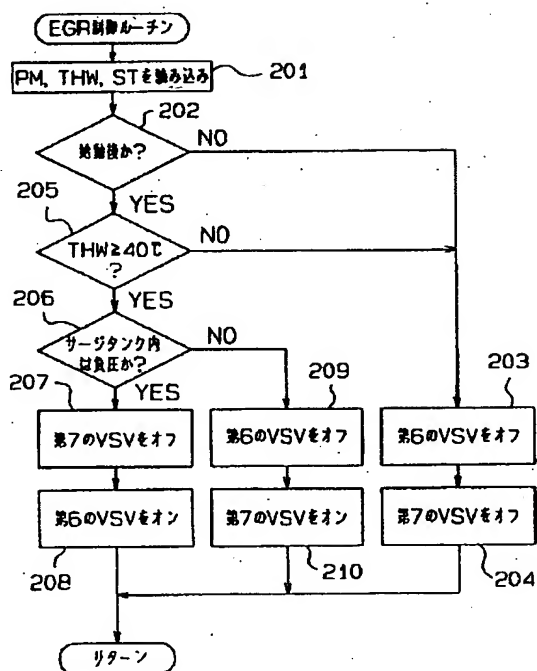 EGR制御ルーチン
PM, THW, STを読み込み
201
202
始動後か?
NO
YES
205
THW≧40℃
?
NO
YES
206
サージタンク内
は負圧か?
NO
YES
207
209
203
第7のVSVをオフ
第6のVSVをオフ
第6のVSVをオフ
第6のVSVをオン
第7のVSVをオン
第7のVSVをオフ
208
210
204
リターン